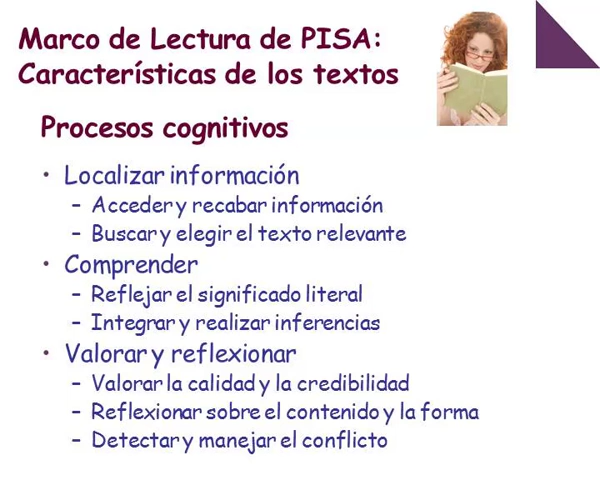 Marco de Lectura de PISA:
Características de los textos
Procesos cognitivos
• Localizar información
– Acceder y recabar información
– Buscar y elegir el texto relevante
• Comprender
– Reflejar el significado literal
– Integrar y realizar inferencias
• Valorar y reflexionar
– Valorar la calidad y la credibilidad
– Reflexionar sobre el contenido y la forma
– Detectar y manejar el conflicto